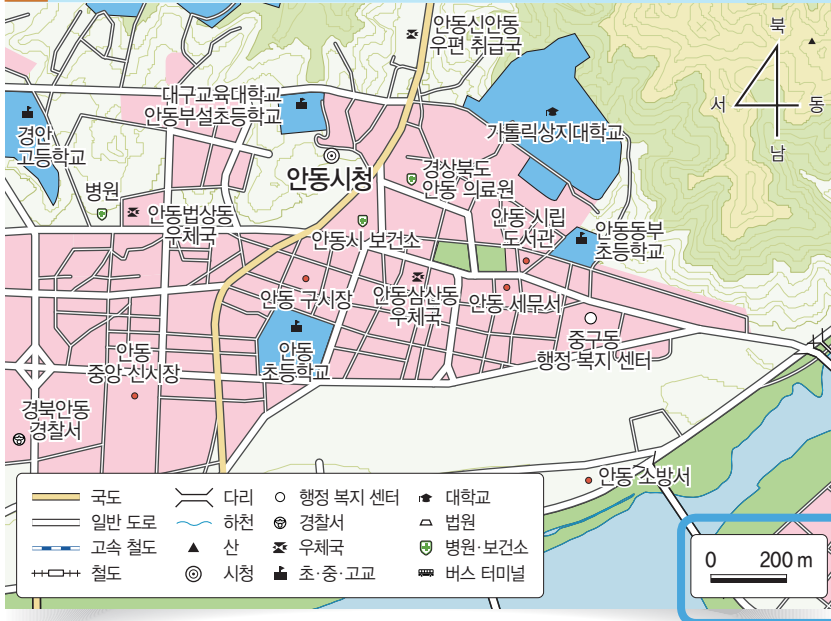 안동신안동
우편 취급국
북
서
동
남
대구교육대학교
안동부설초등학교
가톨릭상지대학교
경안
고등학교
안동시청
경상북도
안동 의료원
병원
안동법상동
우체국
안동시 보건소
안동 시립
도서관
안동동부
초등학교
안동 구시장
안동삼산동
우체국
안동 세무서
중구동
행정 복지 센터
안동
중앙 신시장
안동
초등학교
경북안동
경찰서
안동 소방서
국도
다리
행정 복지 센터
대학교
일반 도로
하천
경찰서
법원
고속 철도
산
우체국
병원·보건소
철도
시청
초·중·고교
버스 터미널
0 200 m